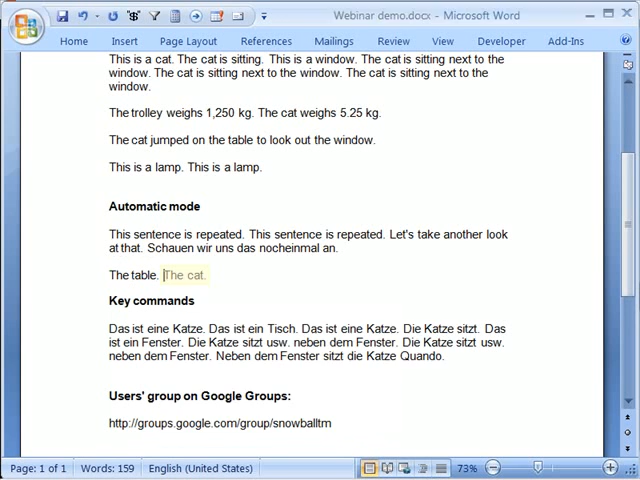 Webinar demo.docx - Microsoft Word
Home Insert Page Layout References Mailings Review View Developer Add-Ins
This is a cat. The cat is sitting. This is a window. The cat is sitting next to the
window. The cat is sitting next to the window. The cat is sitting next to the
window.
The trolley weighs 1,250 kg. The cat weighs 5.25 kg.
The cat jumped on the table to look out the window.
This is a lamp. This is a lamp.
Automatic mode
This sentence is repeated. This sentence is repeated. Let's take another look
at that. Schauen wir uns das nocheinmal an.
The table. The cat.
Key commands
Das ist eine Katze. Das ist ein Tisch. Das ist eine Katze. Die Katze sitzt. Das
ist ein Fenster. Die Katze sitzt usw. neben dem Fenster. Die Katze sitzt usw.
neben dem Fenster. Neben dem Fenster sitzt die Katze Quando.
Users' group on Google Groups:
http://groups.google.com/group/snowballtm
Page: 1 of 1 Words: 159 English (United States) 73%